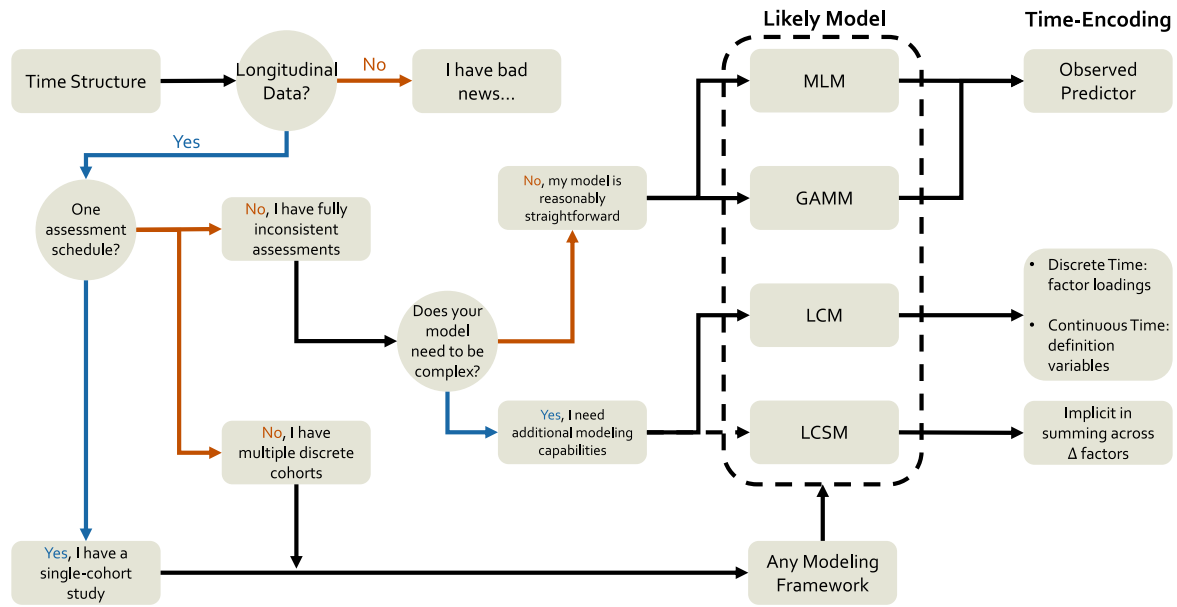 Likely Model
Time-Encoding
Time Structure
Longitudinal
Data?
No
I have bad
news...
MLM
Observed
Predictor
Yes
One
assessment
schedule?
No, I have fully
inconsistent
assessments
No, my model is
reasonably
straightforward
GAMM
Does your
model
need to be
complex?
LCM
• Discrete Time:
factor loadings
• Continuous Time:
definition
variables
No, I have
multiple discrete
cohorts
Yes, I need
additional modeling
capabilities
LCSM
Implicit in
summing across
Δ factors
Yes, I have a
single-cohort
study
Any Modeling
Framework